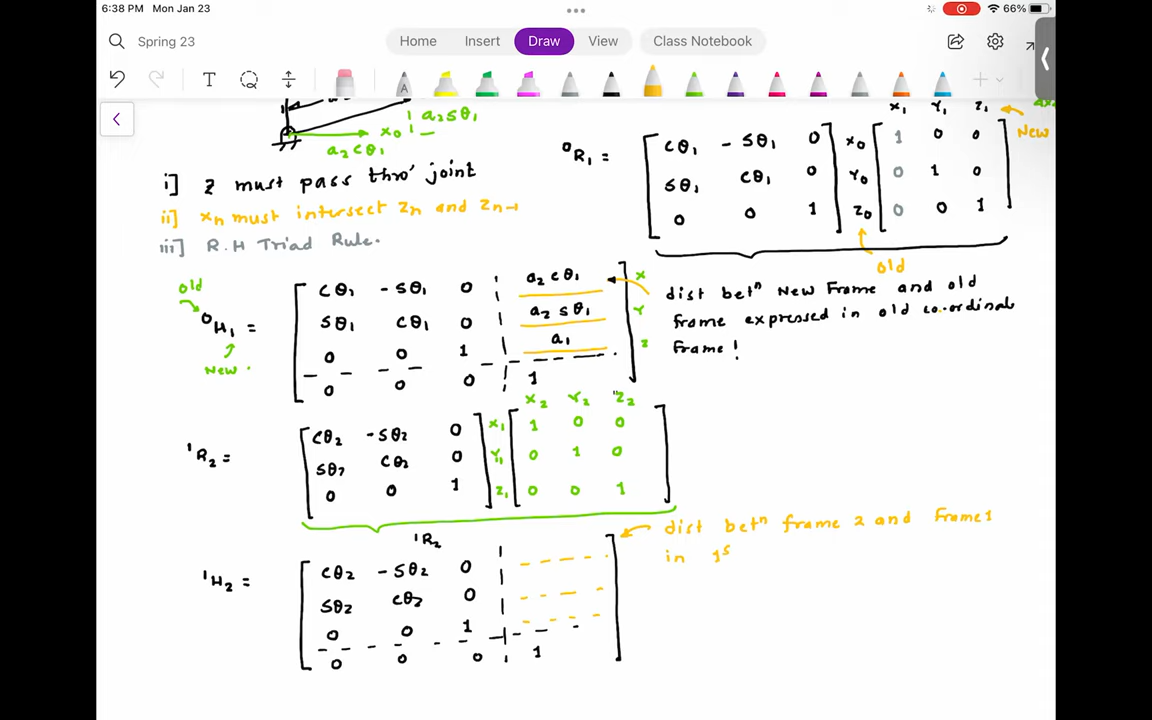 6:38 PM Mon Jan 23
66%
Spring 23
Home Insert Draw View Class Notebook
T
A
a₂sθ₁
x₀
a₂cθ₁
i] Z must pass thro' joint
ii] xₙ must intersect Zₙ and Zₙ₋₁
iii] R.H Triad Rule.
x₁ Y₁ Z₁
New
⁰R₁ =
cθ₁ - sθ₁ 0 x₀ 1 0 0
sθ₁ cθ₁ 0 Y₀ 0 1 0
0 0 1 Z₀ 0 0 1
old
old
⁰H₁ =
New
cθ₁ - sθ₁ 0 a₂cθ₁ X
sθ₁ cθ₁ 0 a₂sθ₁ Y
0 0 1 a₁ Z
0 0 0 1
dist betⁿ New Frame and old
frame expressed in old co-ordinate
Frame!
X₂ Y₂ Z₂
¹R₂ =
cθ₂ -sθ₂ 0 X₁ 1 0 0
sθ₂ cθ₂ 0 Y₁ 0 1 0
0 0 1 Z₁ 0 0 1
¹R₂
dist betⁿ frame 2 and Frame1
in 1s
¹H₂ =
cθ₂ - sθ₂ 0
sθ₂ cθ₂ 0
0 0 1
0 0 0 1